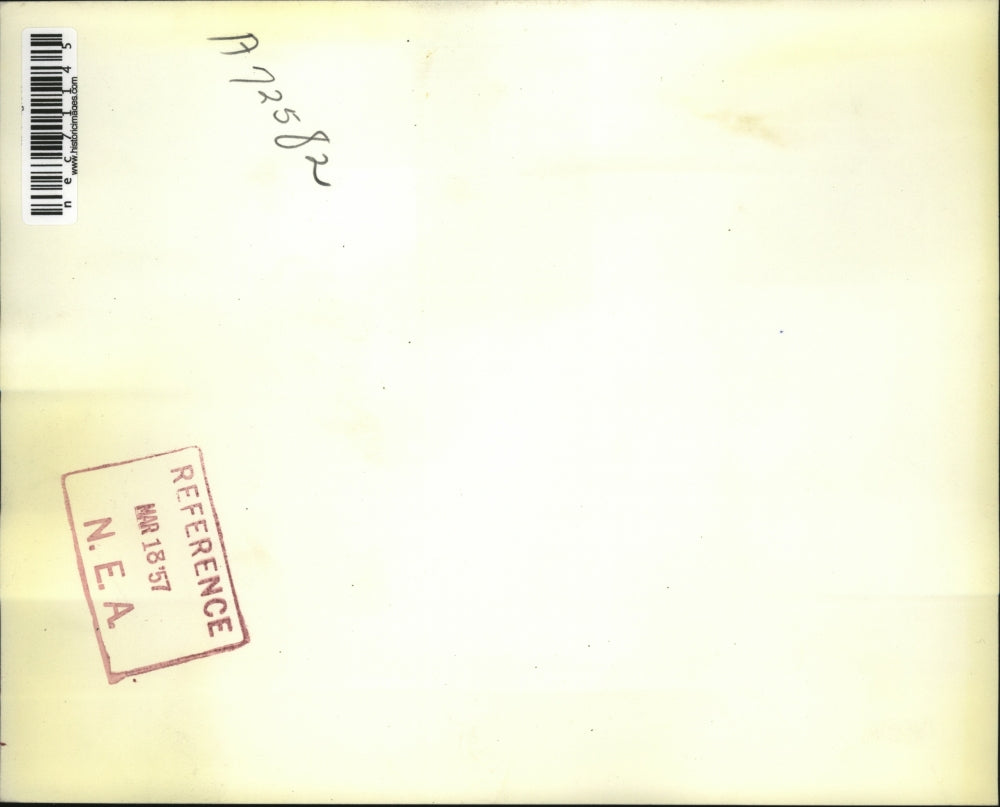 A 72582
nec71145
www.historicimages.com
REFERENCE
MAR 18 '57
N. E. A.